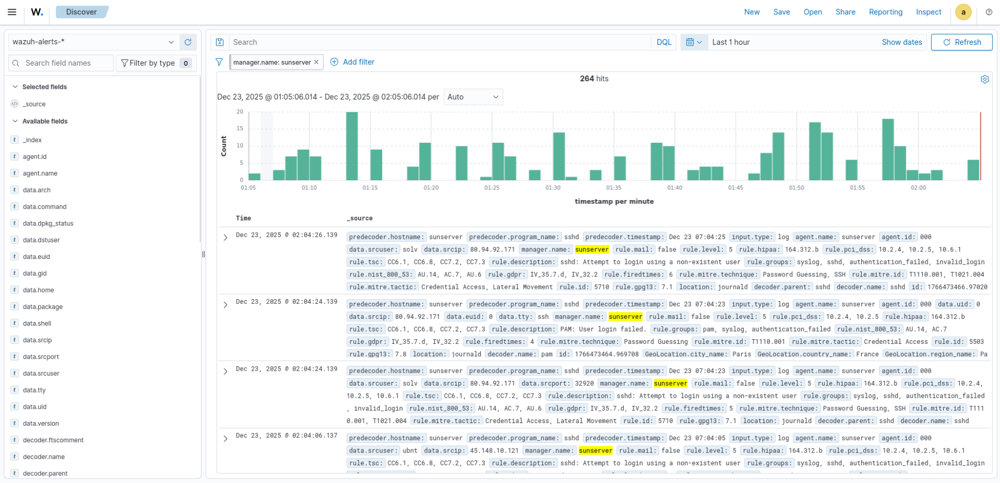 W. Discover New Save Open Share Reporting Inspect a
wazuh-alerts-*
Search DQL Last 1 hour Show dates Refresh
Search field names Filter by type 0
manager.name: sunserver × Add filter
Selected fields
_source
Available fields
_index
agent.id
agent.name
data.arch
data.command
data.dpkg_status
data.dstuser
data.euid
data.gid
data.home
data.package
data.shell
data.srcip
data.srcport
data.srcuser
data.tty
data.uid
data.version
decoder.ftscomment
decoder.name
decoder.parent
264 hits
Dec 23, 2025 @ 01:05:06.014 - Dec 23, 2025 @ 02:05:06.014 per Auto
Count
20
15
10
5
0
01:05 01:10 01:15 01:20 01:25 01:30 01:35 01:40 01:45 01:50 01:55 02:00
timestamp per minute
Time _source
Dec 23, 2025 @ 02:04:26.139
predecoder.hostname: sunserver predecoder.program_name: sshd predecoder.timestamp: Dec 23 07:04:25 input.type: log agent.name: sunserver agent.id: 000
data.srcuser: solv data.srcip: 80.94.92.171 manager.name: sunserver rule.mail: false rule.level: 5 rule.hipaa: 164.312.b rule.pci_dss: 10.2.4, 10.2.5, 10.6.1
rule.tsc: CC6.1, CC6.8, CC7.2, CC7.3 rule.description: sshd: Attempt to login using a non-existent user rule.groups: syslog, sshd, authentication_failed, invalid_login
rule.nist_800_53: AU.14, AC.7, AU.6 rule.gdpr: IV_35.7.d, IV_32.2 rule.firedtimes: 6 rule.mitre.technique: Password Guessing, SSH rule.mitre.id: T1110.001, T1021.004
rule.mitre.tactic: Credential Access, Lateral Movement rule.id: 5710 rule.gpg13: 7.1 location: journald decoder.parent: sshd decoder.name: sshd id: 1766473466.97020
Dec 23, 2025 @ 02:04:24.139
predecoder.hostname: sunserver predecoder.program_name: sshd predecoder.timestamp: Dec 23 07:04:23 input.type: log agent.name: sunserver agent.id: 000 data.uid: 0
data.srcip: 80.94.92.171 data.euid: 0 data.tty: ssh manager.name: sunserver rule.mail: false rule.level: 5 rule.pci_dss: 10.2.4, 10.2.5 rule.hipaa: 164.312.b
rule.tsc: CC6.1, CC6.8, CC7.2, CC7.3 rule.description: PAM: User login failed. rule.groups: pam, syslog, authentication_failed rule.nist_800_53: AU.14, AC.7
rule.gdpr: IV_35.7.d, IV_32.2 rule.firedtimes: 4 rule.mitre.technique: Password Guessing rule.mitre.id: T1110.001 rule.mitre.tactic: Credential Access rule.id: 5503
rule.gpg13: 7.8 location: journald decoder.name: pam id: 1766473464.969708 GeoLocation.city_name: Paris GeoLocation.country_name: France GeoLocation.region_name: Pa
Dec 23, 2025 @ 02:04:24.139
predecoder.hostname: sunserver predecoder.program_name: sshd predecoder.timestamp: Dec 23 07:04:23 input.type: log agent.name: sunserver agent.id: 000
data.srcuser: solv data.srcip: 80.94.92.171 data.srcport: 32920 manager.name: sunserver rule.mail: false rule.level: 5 rule.hipaa: 164.312.b rule.pci_dss: 10.2.4,
10.2.5, 10.6.1 rule.tsc: CC6.1, CC6.8, CC7.2, CC7.3 rule.description: sshd: Attempt to login using a non-existent user rule.groups: syslog, sshd, authentication_failed
, invalid_login rule.nist_800_53: AU.14, AC.7, AU.6 rule.gdpr: IV_35.7.d, IV_32.2 rule.firedtimes: 5 rule.mitre.technique: Password Guessing, SSH rule.mitre.id: T111
0.001, T1021.004 rule.mitre.tactic: Credential Access, Lateral Movement rule.id: 5710 rule.gpg13: 7.1 location: journald decoder.parent: sshd decoder.name: sshd
Dec 23, 2025 @ 02:04:06.137
predecoder.hostname: sunserver predecoder.program_name: sshd predecoder.timestamp: Dec 23 07:04:05 input.type: log agent.name: sunserver agent.id: 000
data.srcuser: ubnt data.srcip: 45.148.10.121 manager.name: sunserver rule.mail: false rule.level: 5 rule.hipaa: 164.312.b rule.pci_dss: 10.2.4, 10.2.5, 10.6.1
rule.tsc: CC6.1, CC6.8, CC7.2, CC7.3 rule.description: sshd: Attempt to login using a non-existent user rule.groups: syslog, sshd, authentication_failed, invalid_login